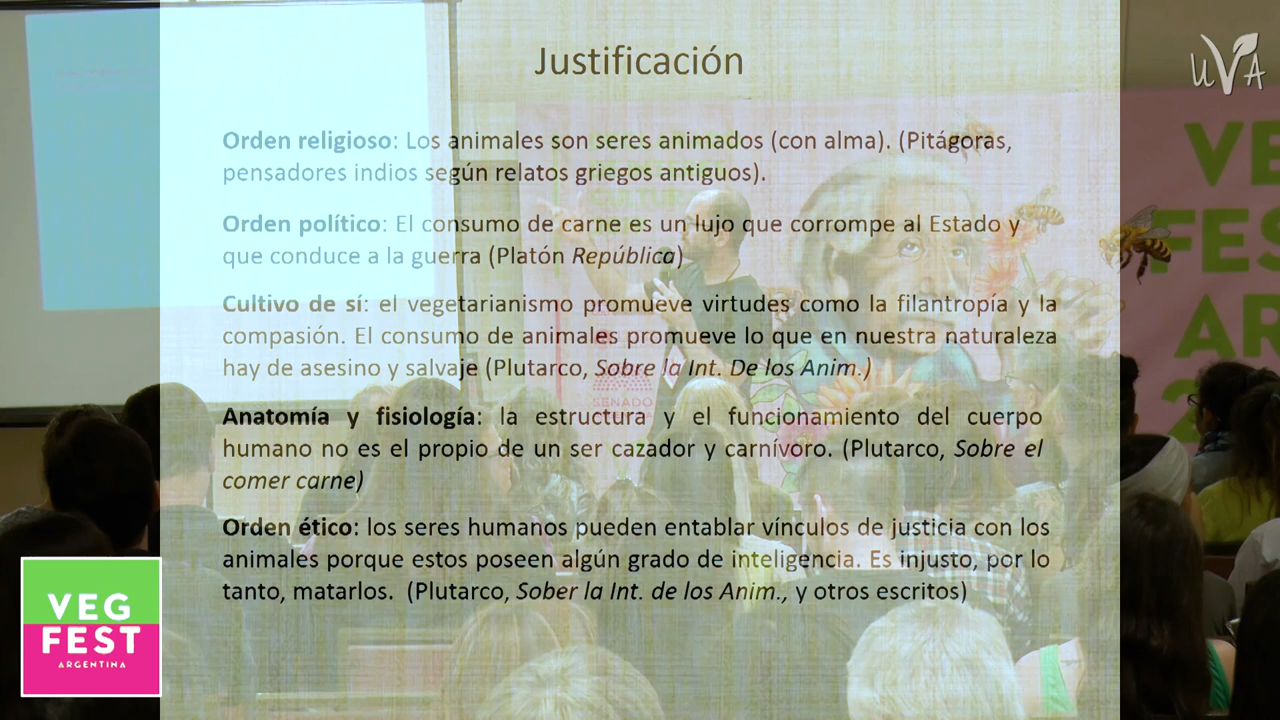 Justificación
Orden religioso: Los animales son seres animados (con alma). (Pitágoras,
pensadores indios según relatos griegos antiguos).
Orden político: El consumo de carne es un lujo que corrompe al Estado y
que conduce a la guerra (Platón República)
Cultivo de sí: el vegetarianismo promueve virtudes como la filantropía y la
compasión. El consumo de animales promueve lo que en nuestra naturaleza
hay de asesino y salvaje (Plutarco, Sobre la Int. De los Anim.)
Anatomía y fisiología: la estructura y el funcionamiento del cuerpo
humano no es el propio de un ser cazador y carnívoro. (Plutarco, Sobre el
comer carne)
Orden ético: los seres humanos pueden entablar vínculos de justicia con los
animales porque estos poseen algún grado de inteligencia. Es injusto, por lo
tanto, matarlos. (Plutarco, Sober la Int. de los Anim., y otros escritos)
UVA
VE
FES
AR
2
SENADO
VEG
FEST
ARGENTINA